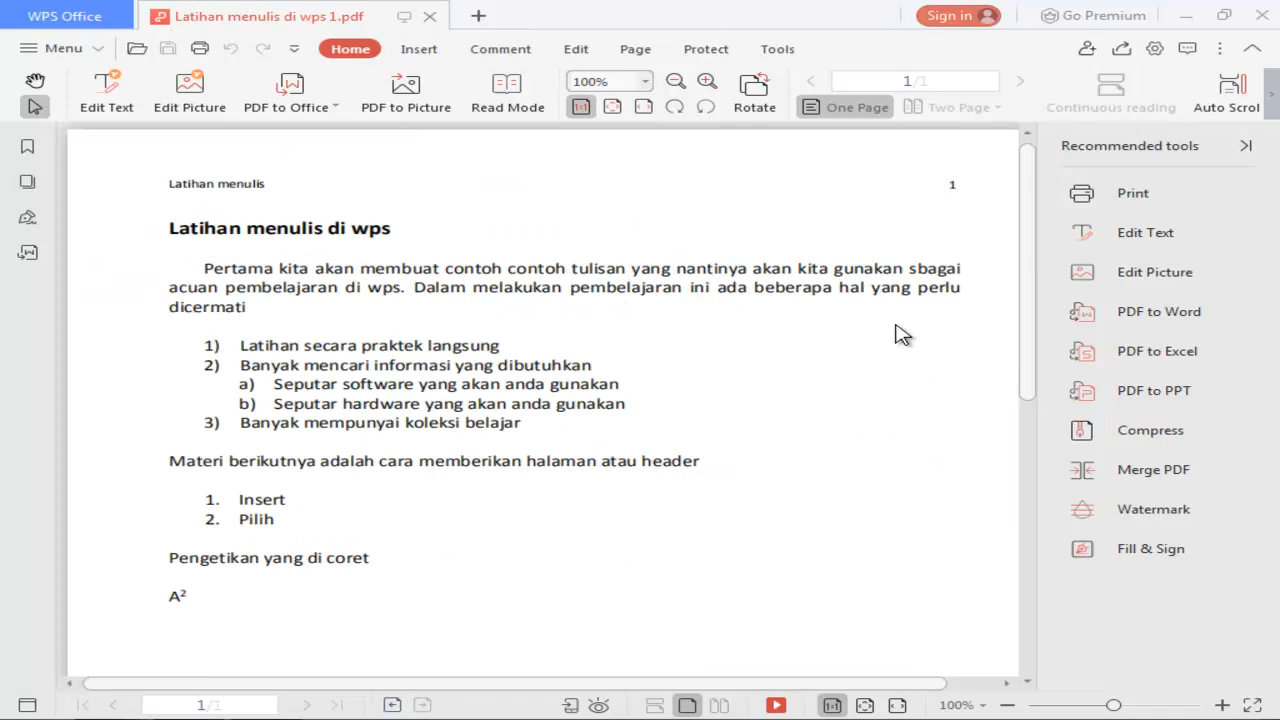 WPS Office
Latihan menulis di wps 1.pdf
Sign in
Go Premium
Menu
Home
Insert
Comment
Edit
Page
Protect
Tools
Edit Text
Edit Picture
PDF to Office
PDF to Picture
Read Mode
100%
Rotate
1/1
One Page
Two Page
Continuous reading
Auto Scrol
Latihan menulis
1
Latihan menulis di wps
Pertama kita akan membuat contoh contoh tulisan yang nantinya akan kita gunakan sbagai
acuan pembelajaran di wps. Dalam melakukan pembelajaran ini ada beberapa hal yang perlu
dicermati
1) Latihan secara praktek langsung
2) Banyak mencari informasi yang dibutuhkan
a) Seputar software yang akan anda gunakan
b) Seputar hardware yang akan anda gunakan
3) Banyak mempunyai koleksi belajar
Materi berikutnya adalah cara memberikan halaman atau header
1. Insert
2. Pilih
Pengetikan yang di coret
A²
Recommended tools
Print
Edit Text
Edit Picture
PDF to Word
PDF to Excel
PDF to PPT
Compress
Merge PDF
Watermark
Fill & Sign
1/1
100%